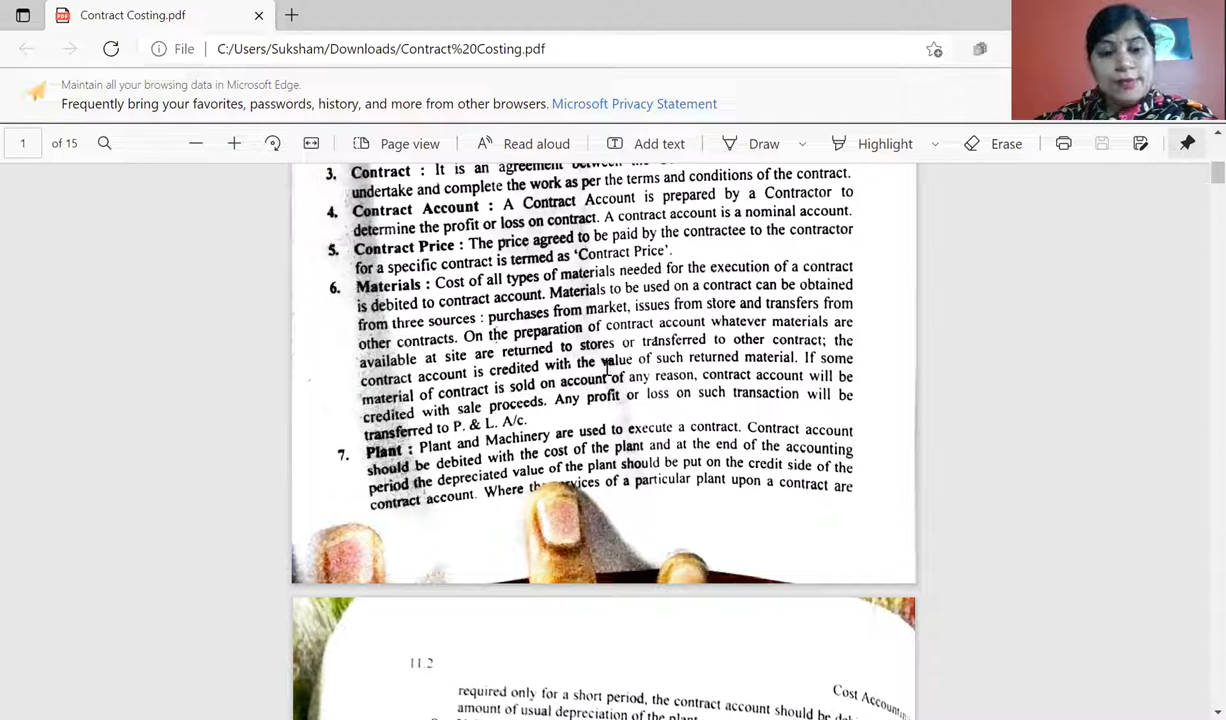 Contract Costing.pdf
File C:/Users/Suksham/Downloads/Contract%20Costing.pdf
Maintain all your browsing data in Microsoft Edge.
Frequently bring your favorites, passwords, history, and more from other browsers. Microsoft Privacy Statement
1 of 15 Page view Read aloud Add text Draw Highlight Erase
3. Contract : It is an agreement between the
undertake and complete the work as per the terms and conditions of the contract.
4. Contract Account : A Contract Account is prepared by a Contractor to
determine the profit or loss on contract. A contract account is a nominal account.
5. Contract Price : The price agreed to be paid by the contractee to the contractor
for a specific contract is termed as 'Contract Price'.
6. Materials : Cost of all types of materials needed for the execution of a contract
is debited to contract account. Materials to be used on a contract can be obtained
from three sources : purchases from market, issues from store and transfers from
other contracts. On the preparation of contract account whatever materials are
available at site are returned to stores or transferred to other contract; the
contract account is credited with the value of such returned material. If some
material of contract is sold on account of any reason, contract account will be
credited with sale proceeds. Any profit or loss on such transaction will be
transferred to P. & L. A/c.
7. Plant : Plant and Machinery are used to execute a contract. Contract account
should be debited with the cost of the plant and at the end of the accounting
period the depreciated value of the plant should be put on the credit side of the
contract account. Where of a particular plant upon a contract are
11.2
Cost
required only for a short period, the contract account should be
amount of usual depreciation of the plant